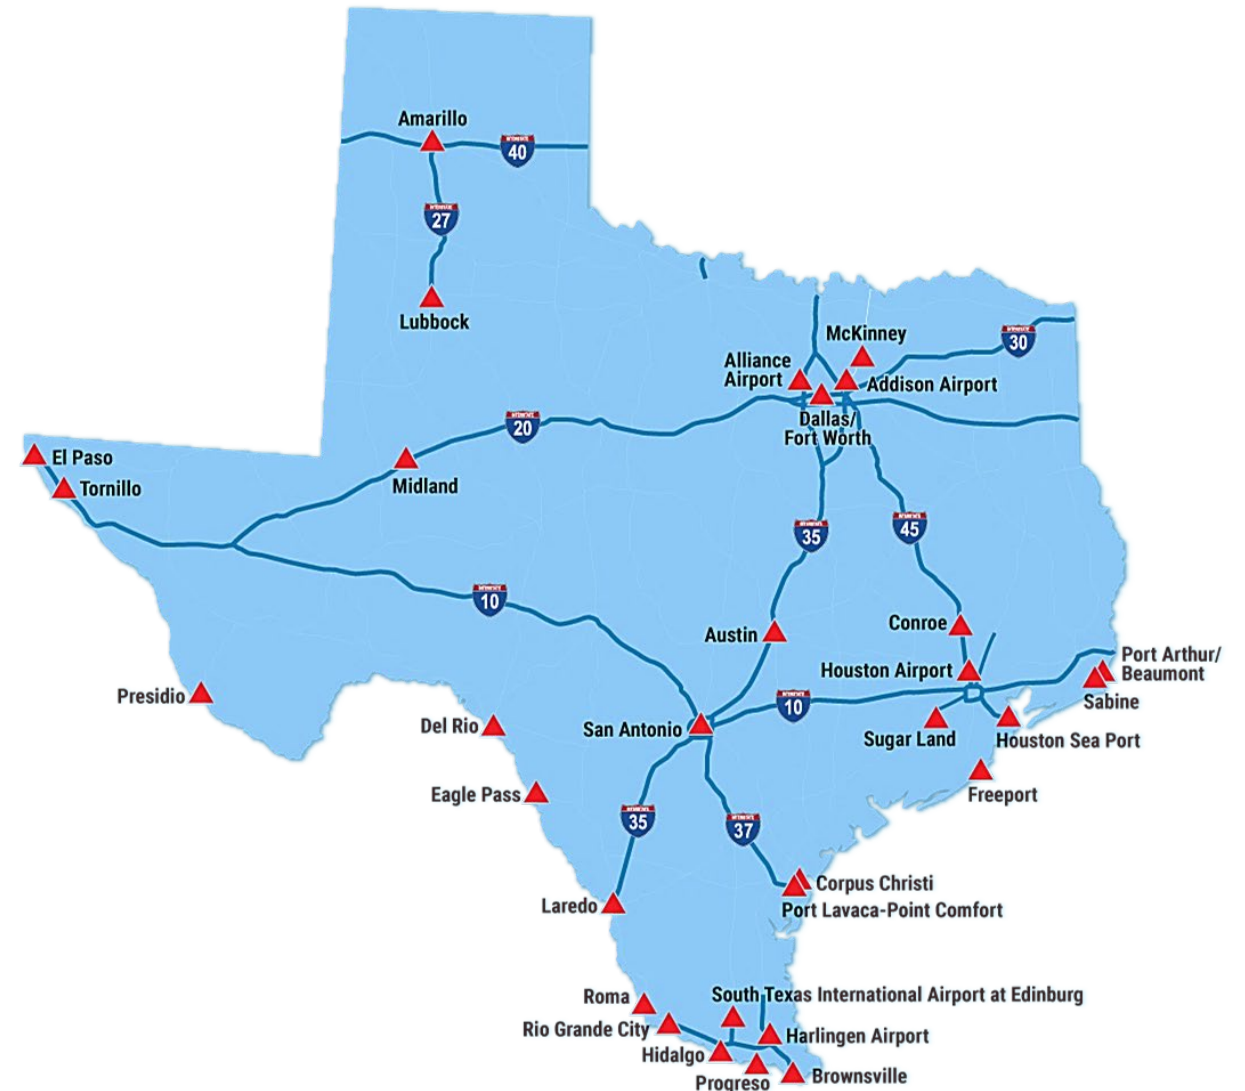 Amarillo
40
27
Lubbock
McKinney
30
Alliance
Airport
Addison Airport
Dallas/
Fort Worth
20
El Paso
Midland
Tornillo
35
45
10
Austin
Conroe
Houston Airport
Port Arthur/
Beaumont
Presidio
10
Sabine
Del Rio
San Antonio
Sugar Land
Houston Sea Port
Eagle Pass
Freeport
35
37
Corpus Christi
Laredo
Port Lavaca-Point Comfort
Roma
South Texas International Airport at Edinburg
Rio Grande City
Harlingen Airport
Hidalgo
Progreso
Brownsville